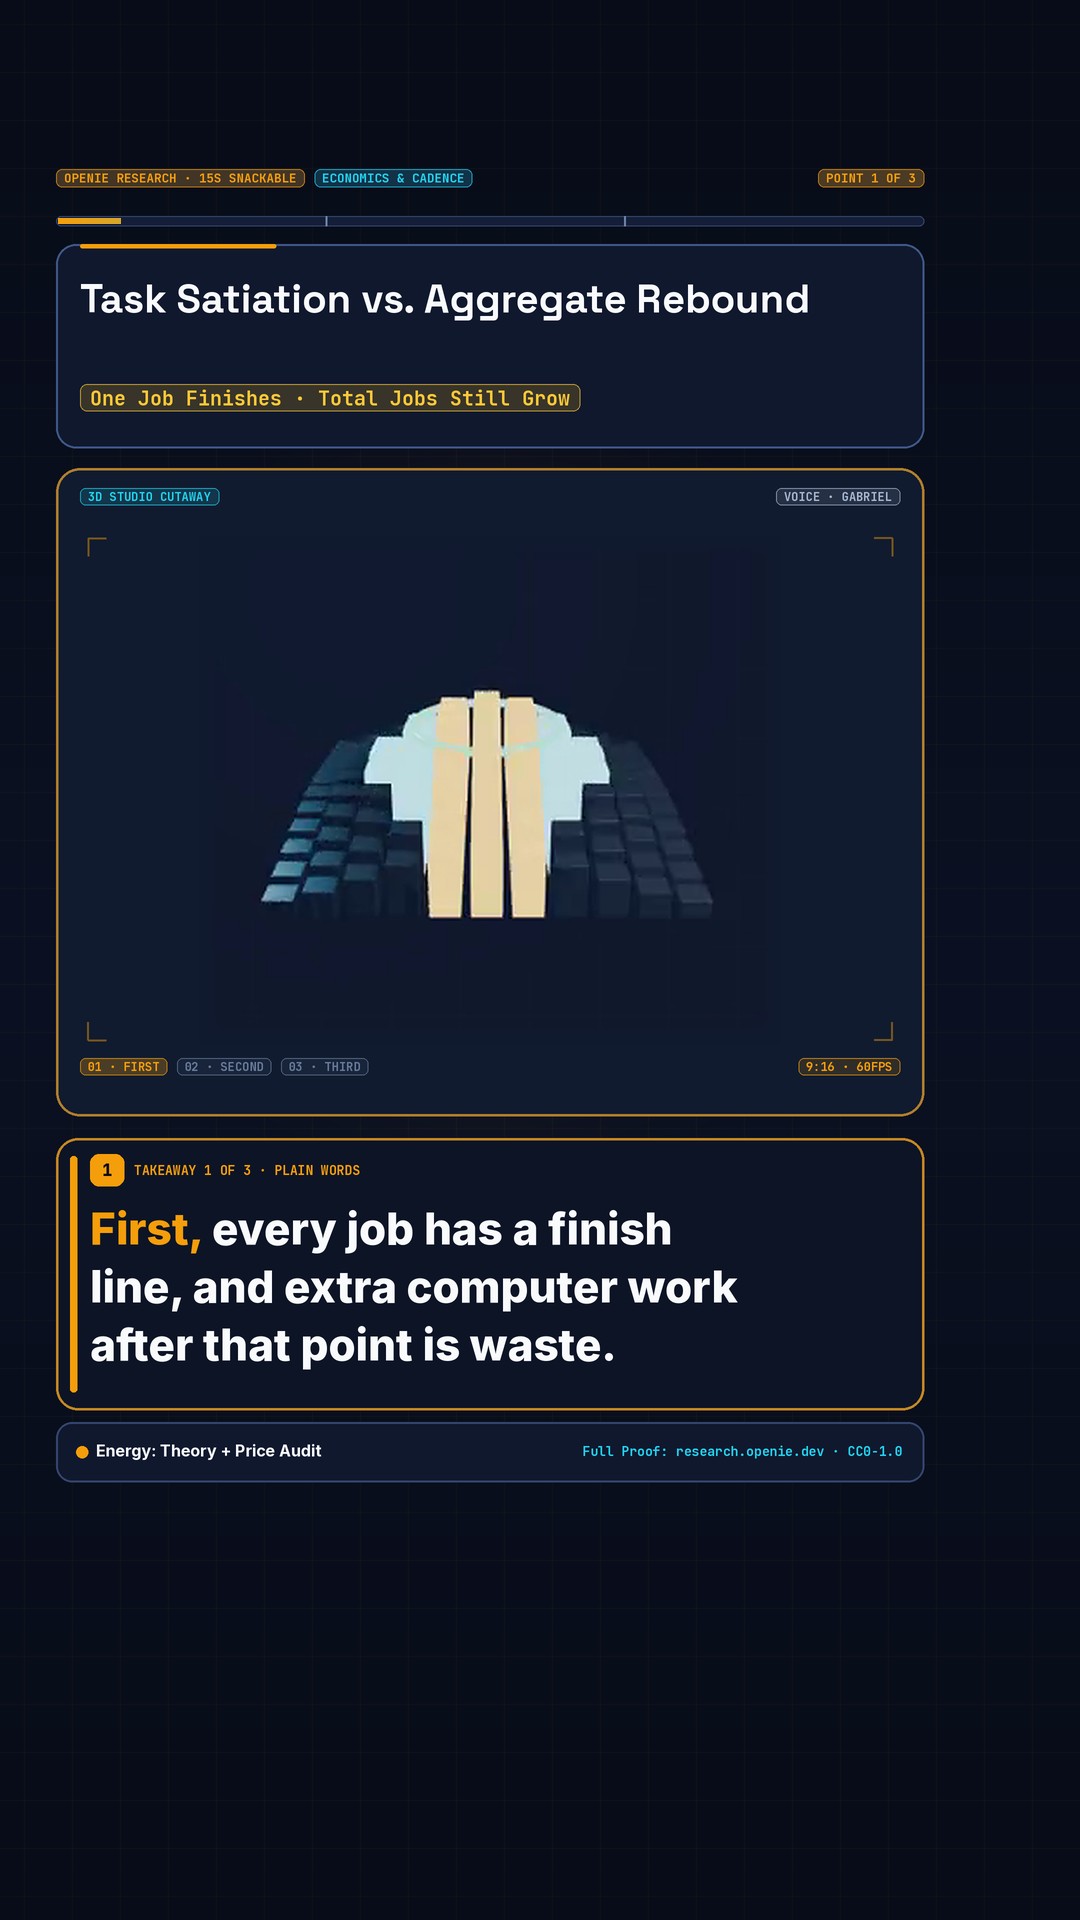 OPENIE RESEARCH · 15S SNACKABLE
ECONOMICS & CADENCE
POINT 1 OF 3
Task Satiation vs. Aggregate Rebound
One Job Finishes · Total Jobs Still Grow
3D STUDIO CUTAWAY
VOICE · GABRIEL
01 · FIRST
02 · SECOND
03 · THIRD
9:16 · 60FPS
1
TAKEAWAY 1 OF 3 · PLAIN WORDS
First, every job has a finish
line, and extra computer work
after that point is waste.
Energy: Theory + Price Audit
Full Proof: research.openie.dev · CC0-1.0